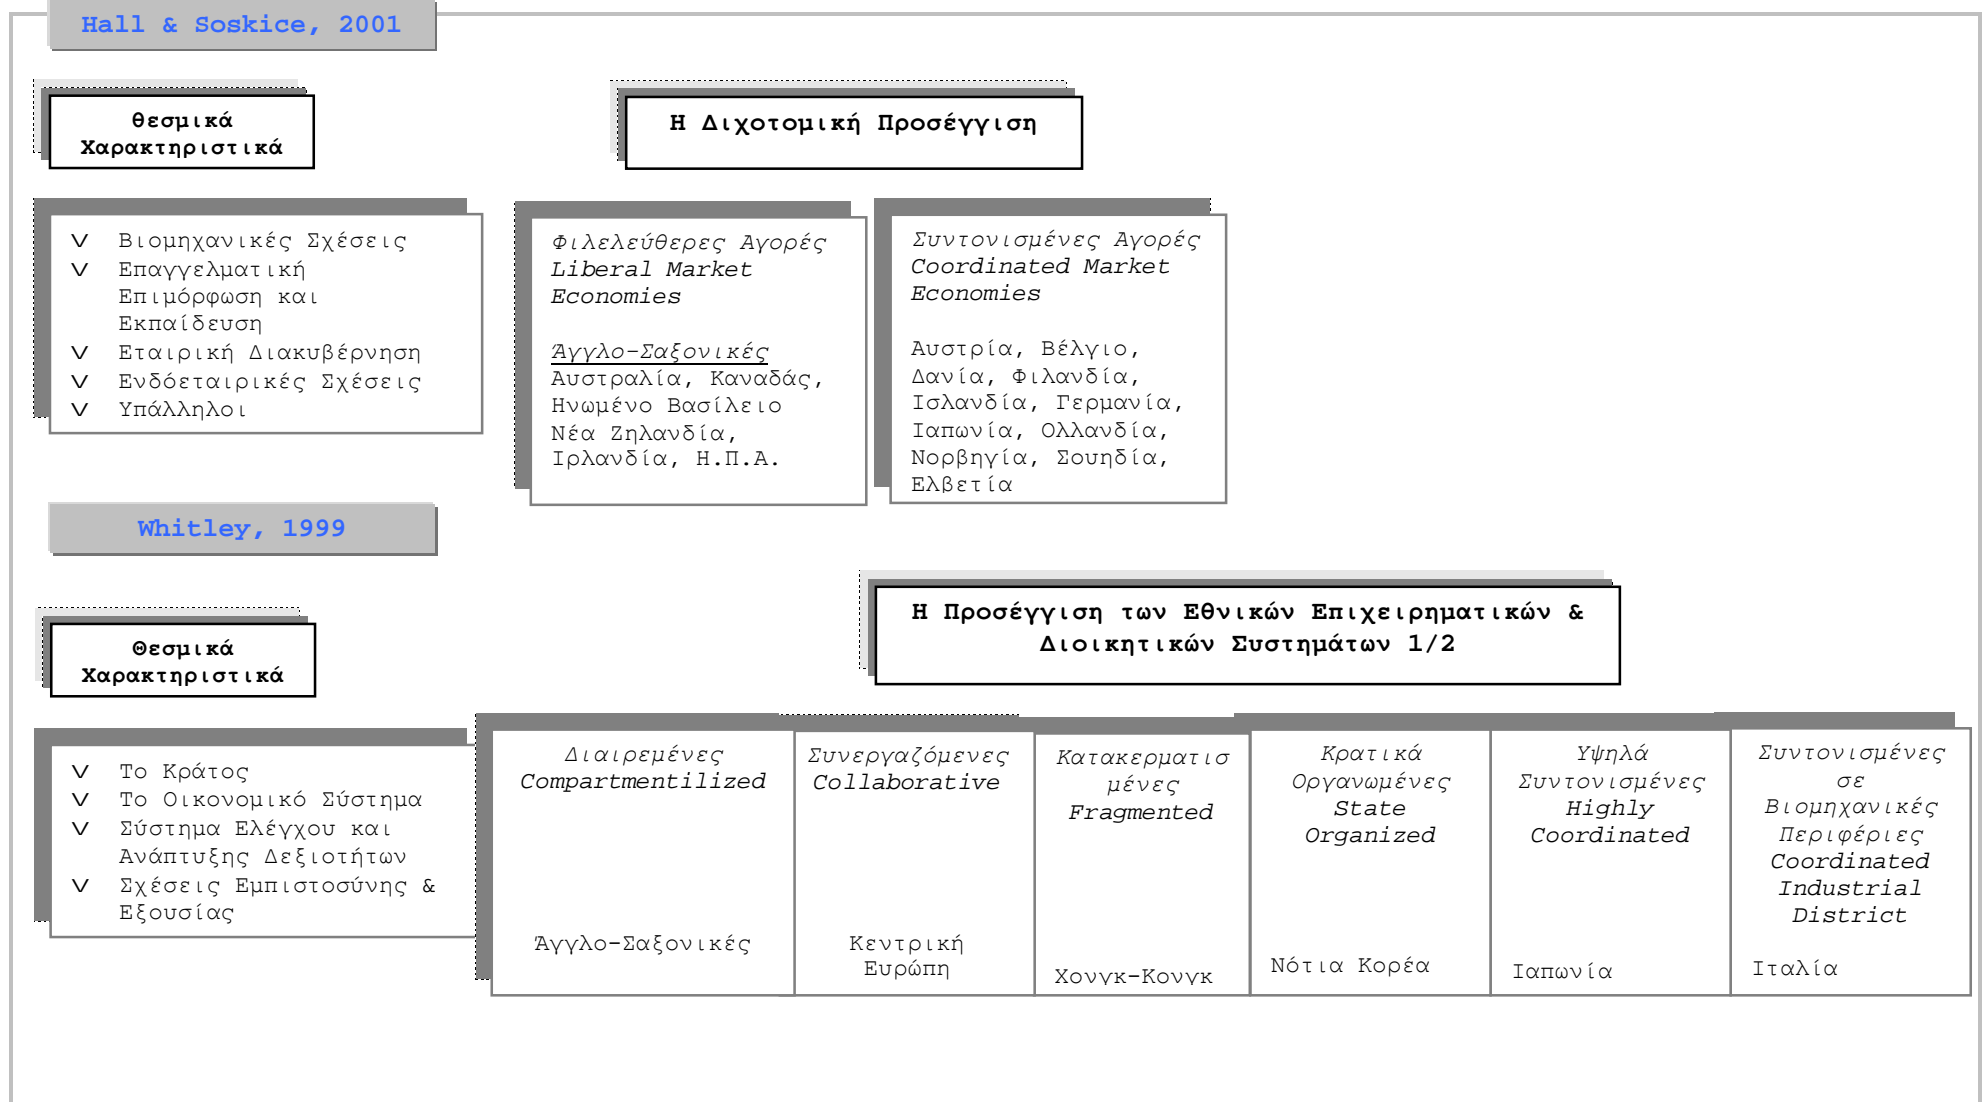 Hall & Soskice, 2001
Θεσμικά
Χαρακτηριστικά
Η Διχοτομική Προσέγγιση
v Βιομηχανικές Σχέσεις
v Επαγγελματική
Επιμόρφωση και
Εκπαίδευση
v Εταιρική Διακυβέρνηση
v Ενδόεταιρικές Σχέσεις
v Υπάλληλοι
Φιλελεύθερες Αγορές
Liberal Market
Economies
Άγγλο-Σαξονικές
Αυστραλία, Καναδάς,
Ηνωμένο Βασίλειο
Νέα Ζηλανδία,
Ιρλανδία, Η.Π.Α.
Συντονισμένες Αγορές
Coordinated Market
Economies
Αυστρία, Βέλγιο,
Δανία, Φιλανδία,
Ισλανδία, Γερμανία,
Ιαπωνία, Ολλανδία,
Νορβηγία, Σουηδία,
Ελβετία
Whitley, 1999
Θεσμικά
Χαρακτηριστικά
Η Προσέγγιση των Εθνικών Επιχειρηματικών &
Διοικητικών Συστημάτων 1/2
v Το Κράτος
v Το Οικονομικό Σύστημα
v Σύστημα Ελέγχου και
Ανάπτυξης Δεξιοτήτων
v Σχέσεις Εμπιστοσύνης &
Εξουσίας
Διαιρεμένες
Compartmentilized
Άγγλο-Σαξονικές
Συνεργαζόμενες
Collaborative
Κεντρική
Ευρώπη
Κατακερματισ
μένες
Fragmented
Χονγκ-Κονγκ
Κρατικά
Οργανωμένες
State
Organized
Νότια Κορέα
Υψηλά
Συντονισμένες
Highly
Coordinated
Ιαπωνία
Συντονισμένες
σε
Βιομηχανικές
Περιφέριες
Coordinated
Industrial
District
Ιταλία